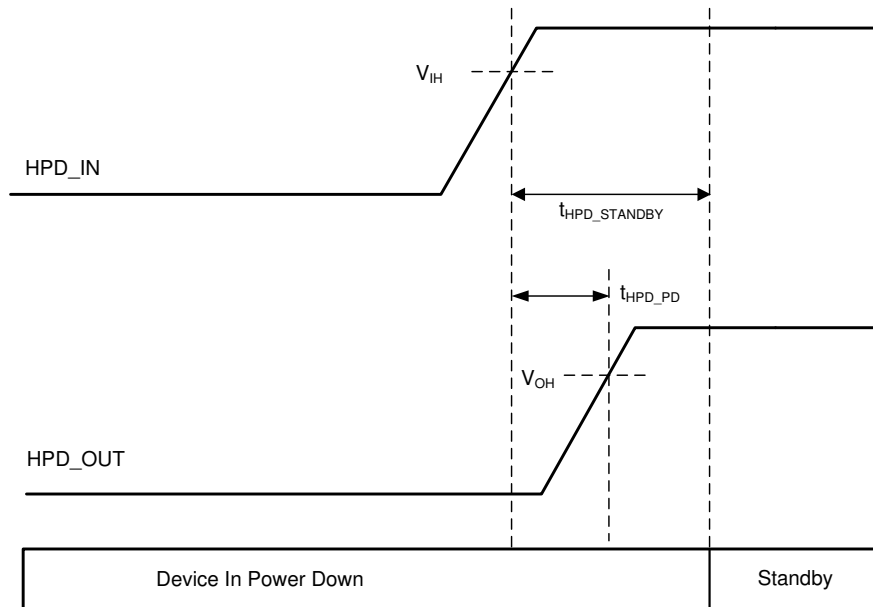 V_IH
HPD_IN
t_HPD_STANDBY
t_HPD_PD
V_OH
HPD_OUT
Device In Power Down
Standby